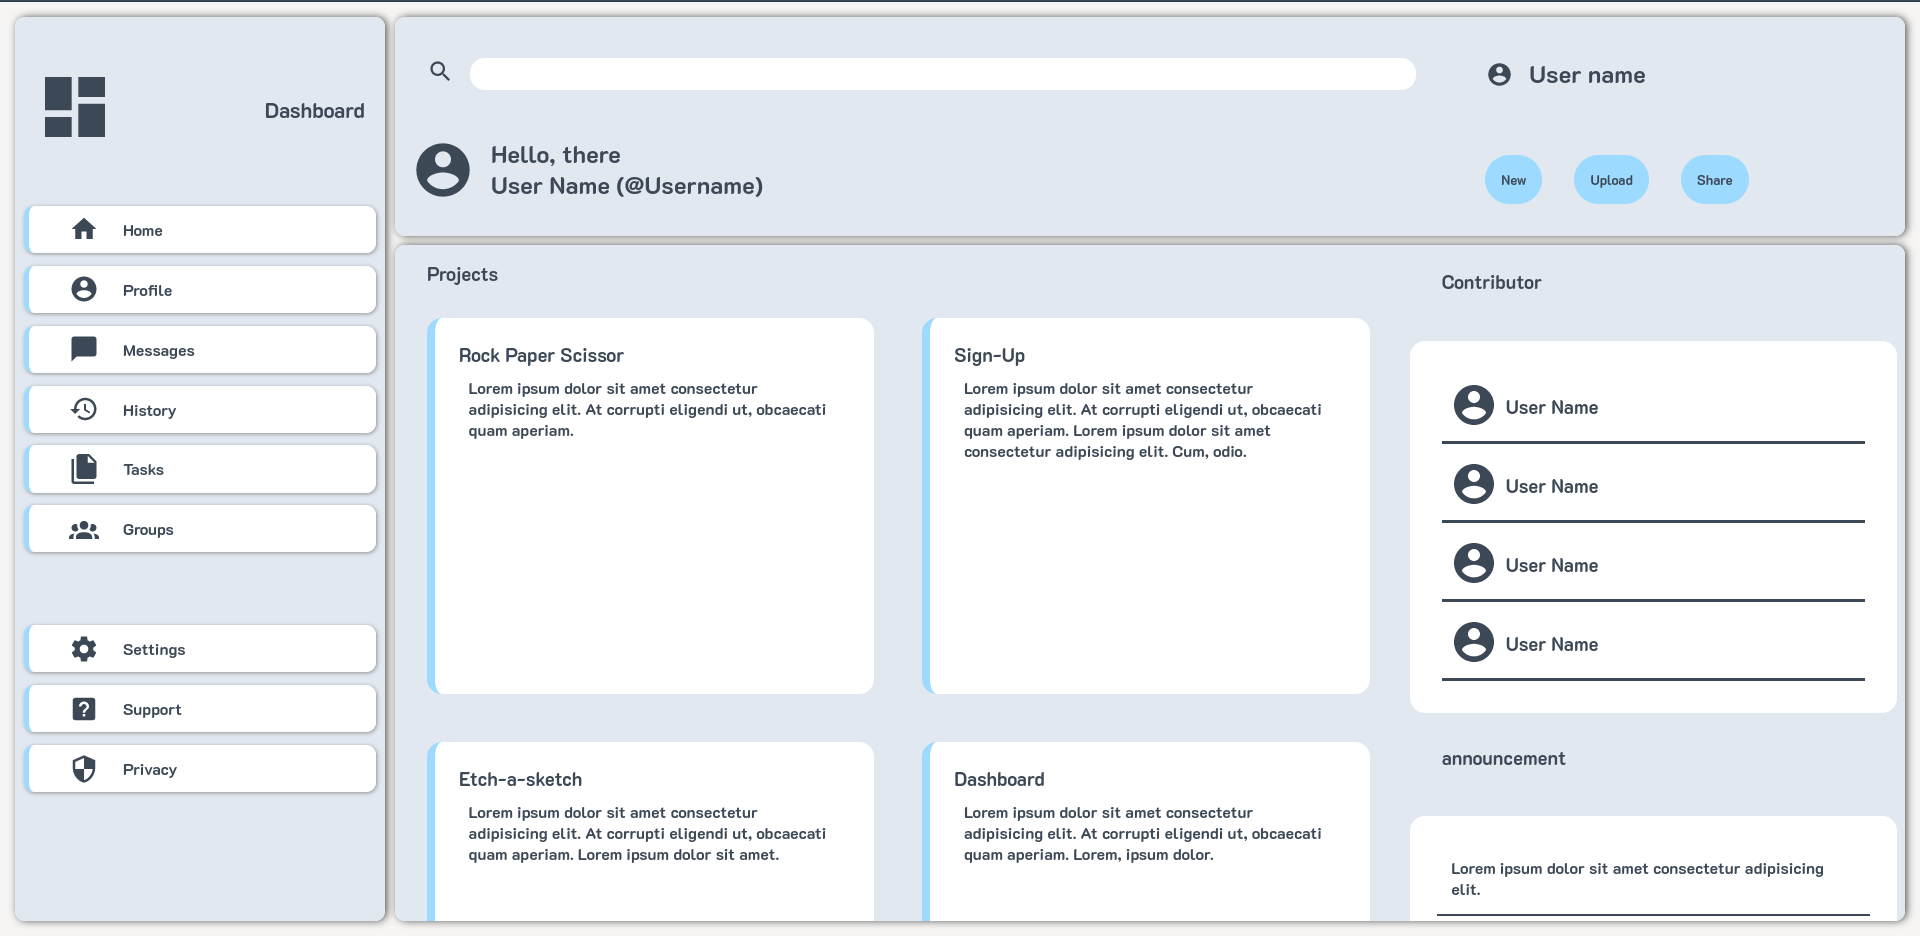 Dashboard
Home
Profile
Messages
History
Tasks
Groups
Settings
Support
Privacy
User name
Hello, there
User Name (@Username)
New
Upload
Share
Projects
Rock Paper Scissor
Lorem ipsum dolor sit amet consectetur
adipisicing elit. At corrupti eligendi ut, obcaecati
quam aperiam.
Sign-Up
Lorem ipsum dolor sit amet consectetur
adipisicing elit. At corrupti eligendi ut, obcaecati
quam aperiam. Lorem ipsum dolor sit amet
consectetur adipisicing elit. Cum, odio.
Etch-a-sketch
Lorem ipsum dolor sit amet consectetur
adipisicing elit. At corrupti eligendi ut, obcaecati
quam aperiam. Lorem ipsum dolor sit amet.
Dashboard
Lorem ipsum dolor sit amet consectetur
adipisicing elit. At corrupti eligendi ut, obcaecati
quam aperiam. Lorem, ipsum dolor.
Contributor
User Name
User Name
User Name
User Name
announcement
Lorem ipsum dolor sit amet consectetur adipisicing
elit.